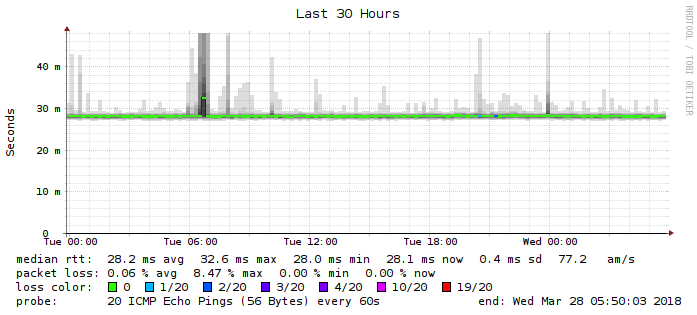 Last 30 Hours
RRDTOOL / TOBI OETIKER
Seconds
40 m
30 m
20 m
10 m
0
Tue 00:00 Tue 06:00 Tue 12:00 Tue 18:00 Wed 00:00
median rtt: 28.2 ms avg 32.6 ms max 28.0 ms min 28.1 ms now 0.4 ms sd 77.2 am/s
packet loss: 0.06 % avg 8.47 % max 0.00 % min 0.00 % now
loss color: 0 1/20 2/20 3/20 4/20 10/20 19/20
probe: 20 ICMP Echo Pings (56 Bytes) every 60s end: Wed Mar 28 05:50:03 2018